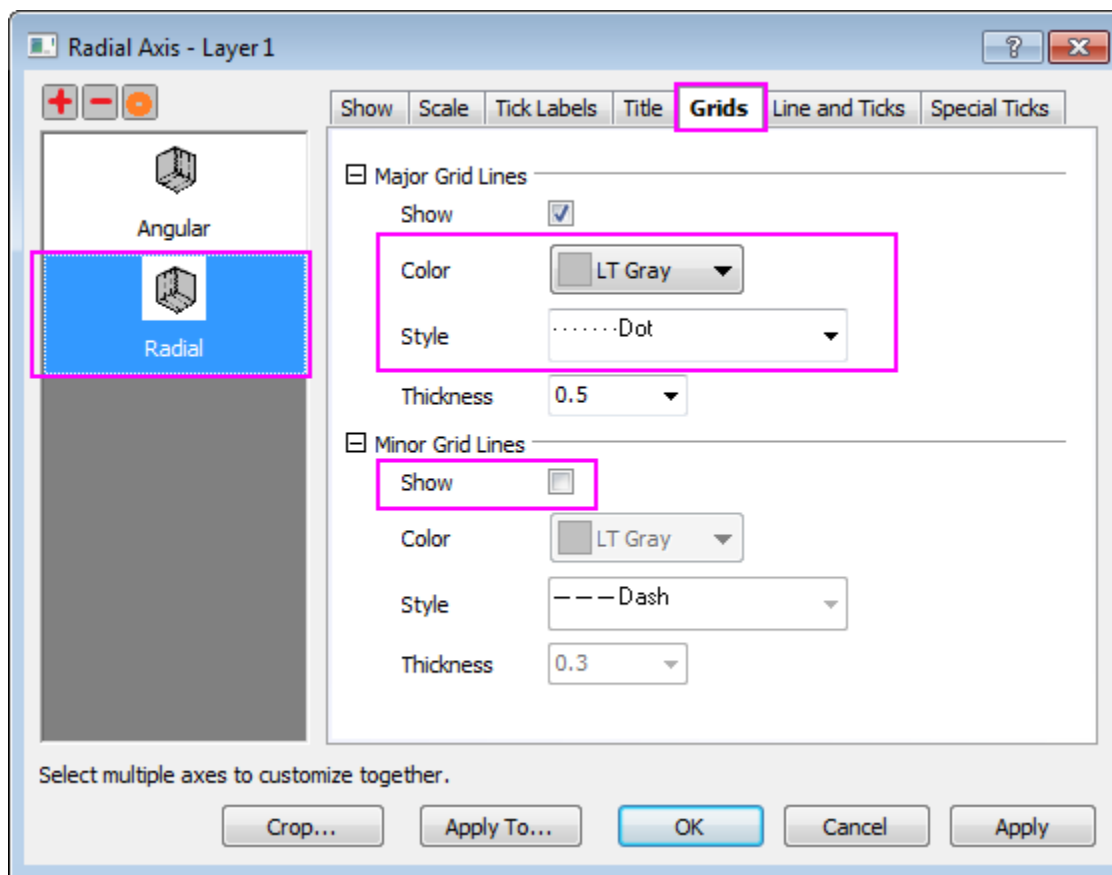 Radial Axis - Layer 1
Show Scale Tick Labels Title Grids Line and Ticks Special Ticks
Angular
Radial
Major Grid Lines
Show
Color LT Gray
Style Dot
Thickness 0.5
Minor Grid Lines
Show
Color LT Gray
Style Dash
Thickness 0.3
Select multiple axes to customize together.
Crop... Apply To... OK Cancel Apply